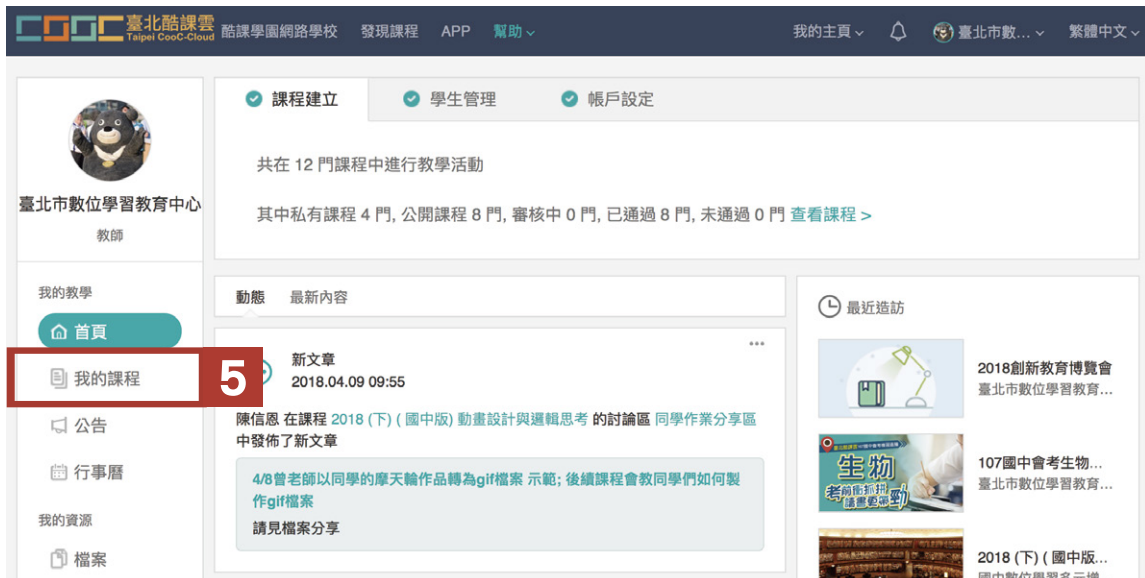 COOC 臺北酷課雲
Taipei CooC-Cloud
酷課學園網路學校 發現課程 APP 幫助
我的主頁 臺北市數... 繁體中文
臺北市數位學習教育中心
教師
我的教學
首頁
我的課程
5
公告
行事曆
我的資源
檔案
課程建立 學生管理 帳戶設定
共在 12 門課程中進行教學活動
其中私有課程 4 門, 公開課程 8 門, 審核中 0 門, 已通過 8 門, 未通過 0 門 查看課程 >
動態 最新內容
新文章
2018.04.09 09:55
陳信恩 在課程 2018 (下) ( 國中版) 動畫設計與邏輯思考 的討論區 同學作業分享區
中發佈了新文章
4/8曾老師以同學的摩天輪作品轉為gif檔案 示範; 後續課程會教同學們如何製
作gif檔案
請見檔案分享
最近造訪
2018創新教育博覽會
臺北市數位學習教育...
生物
107國中會考生物...
臺北市數位學習教育...
2018 (下) ( 國中版...